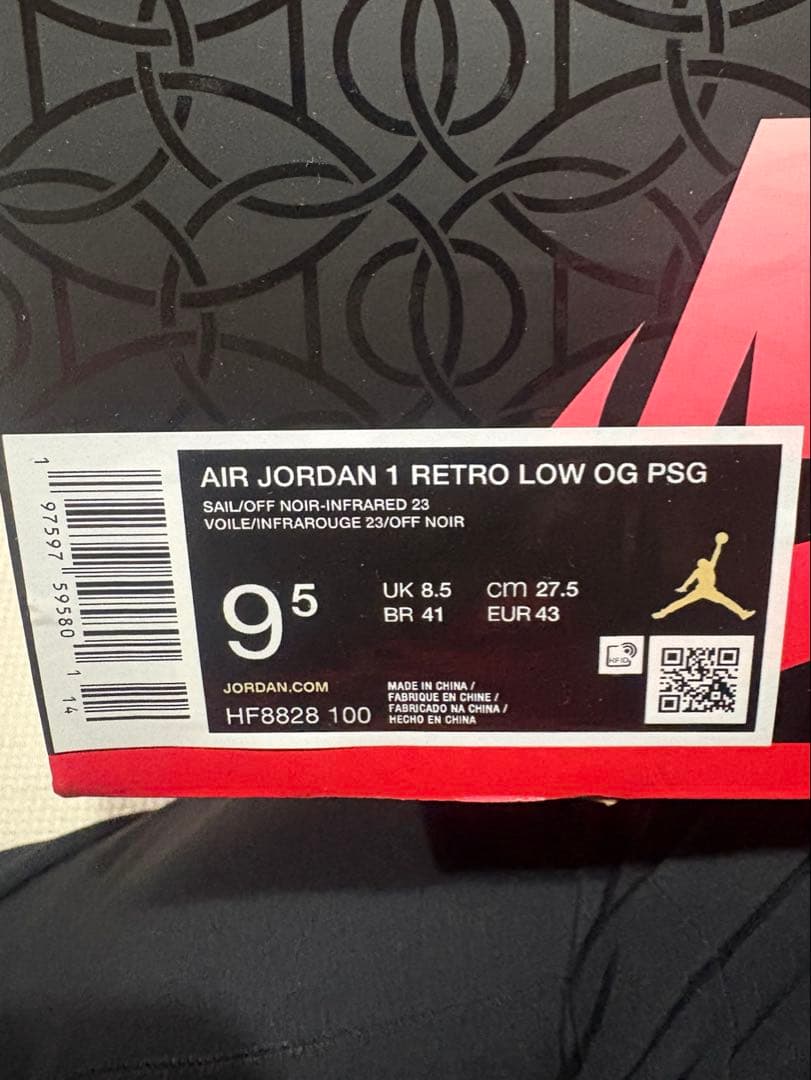 AIR JORDAN 1 RETRO LOW OG PSG
SAIL/OFF NOIR-INFRARED 23
VOILE/INFRAROUGE 23/OFF NOIR
9⁵
UK 8.5 cm 27.5
BR 41 EUR 43
JORDAN.COM
HF8828 100
MADE IN CHINA /
FABRIQUE EN CHINE /
FABRICADO NA CHINA /
HECHO EN CHINA
RFID
1 97597 59580 1 14